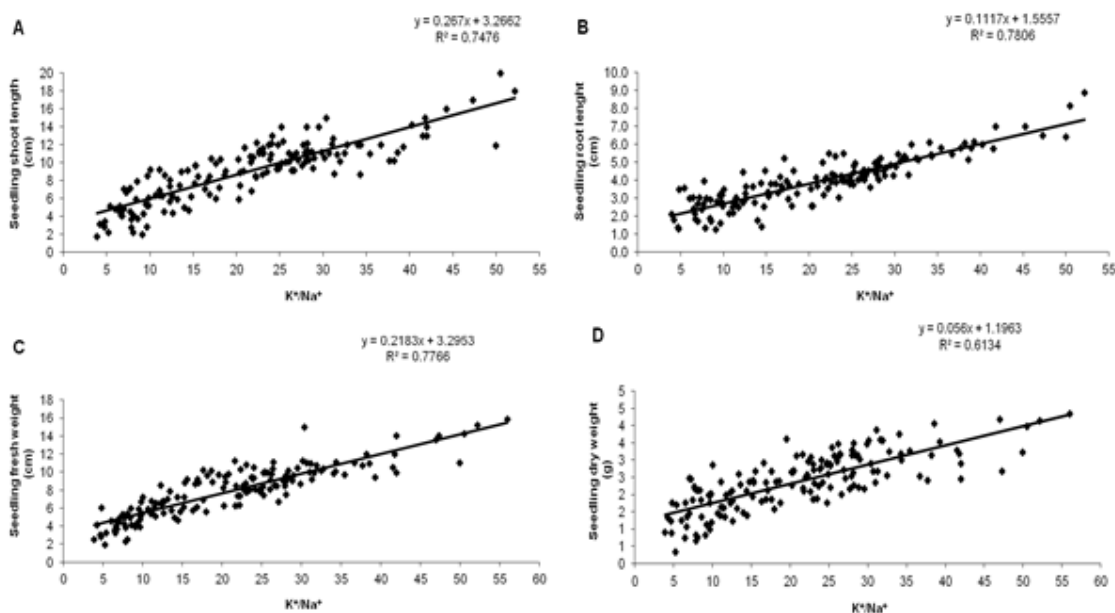 A
y = 0.267x + 3.2662
R² = 0.7476
Seedling shoot length
(cm)
20
18
16
14
12
10
8
6
4
2
0
0 5 10 15 20 25 30 35 40 45 50 55
K⁺/Na⁺
B
y = 0.1117x + 1.5557
R² = 0.7806
Seedling root lenght
(cm)
10.0
9.0
8.0
7.0
6.0
5.0
4.0
3.0
2.0
1.0
0.0
0 5 10 15 20 25 30 35 40 45 50 55
K⁺/Na⁺
C
y = 0.2183x + 3.2953
R² = 0.7766
Seedling fresh weight
(cm)
18
16
14
12
10
8
6
4
2
0
0 5 10 15 20 25 30 35 40 45 50 55 60
K⁺/Na⁺
D
y = 0.056x + 1.1963
R² = 0.6134
Seedling dry weight
(g)
5
4
4
3
3
2
2
1
1
0
0 5 10 15 20 25 30 35 40 45 50 55 60
K⁺/Na⁺